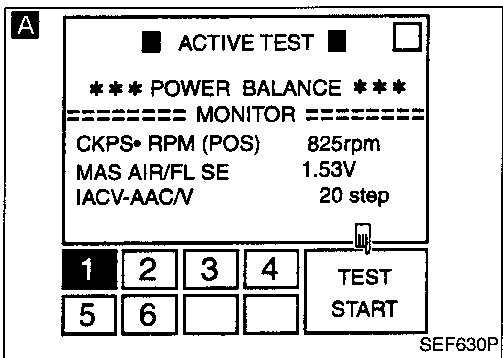 A
■ ACTIVE TEST ■
*** POWER BALANCE ***
======== MONITOR ========
CKPS• RPM (POS) 825rpm
MAS AIR/FL SE 1.53V
IACV-AAC/V 20 step
1 2 3 4
5 6
TEST
START
SEF630P